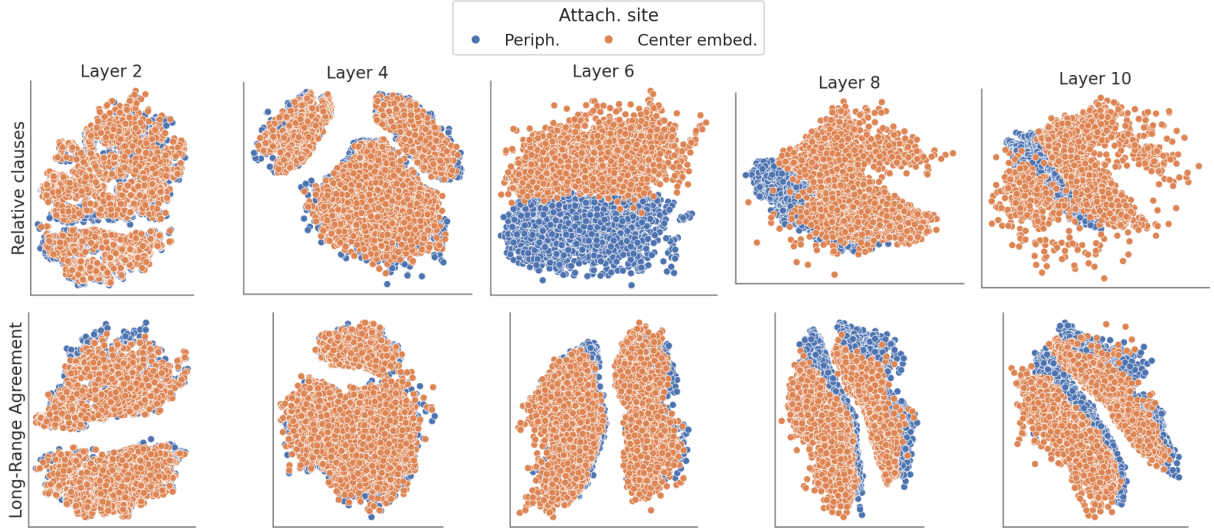 Attach. site
Periph. Center embed.
Layer 2 Layer 4 Layer 6 Layer 8 Layer 10
Relative clauses
Long-Range Agreement